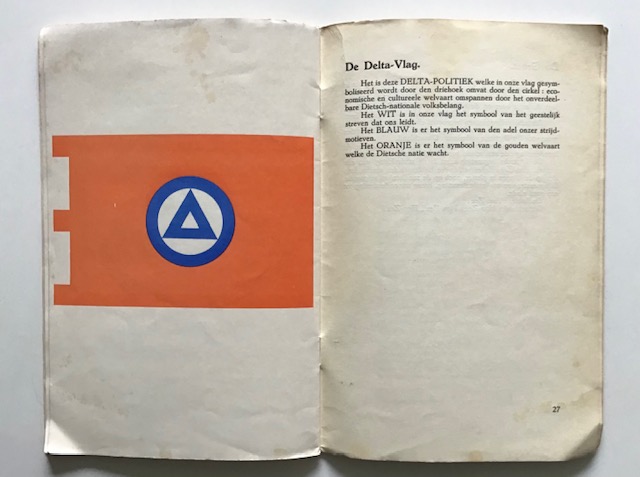 De Delta-Vlag.
Het is deze DELTA-POLITIEK welke in onze vlag gesym-
boliseerd wordt door den driehoek omvat door den cirkel : eco-
nomische en cultureele welvaart omspannen door het onverdeel-
bare Dietsch-nationale volksbelang.
Het WIT is in onze vlag het symbool van het geestelijk
streven dat ons leidt.
Het BLAUW is er het symbool van den adel onzer strijd-
motieven.
Het ORANJE is er het symbool van de gouden welvaart
welke de Dietsche natie wacht.
27